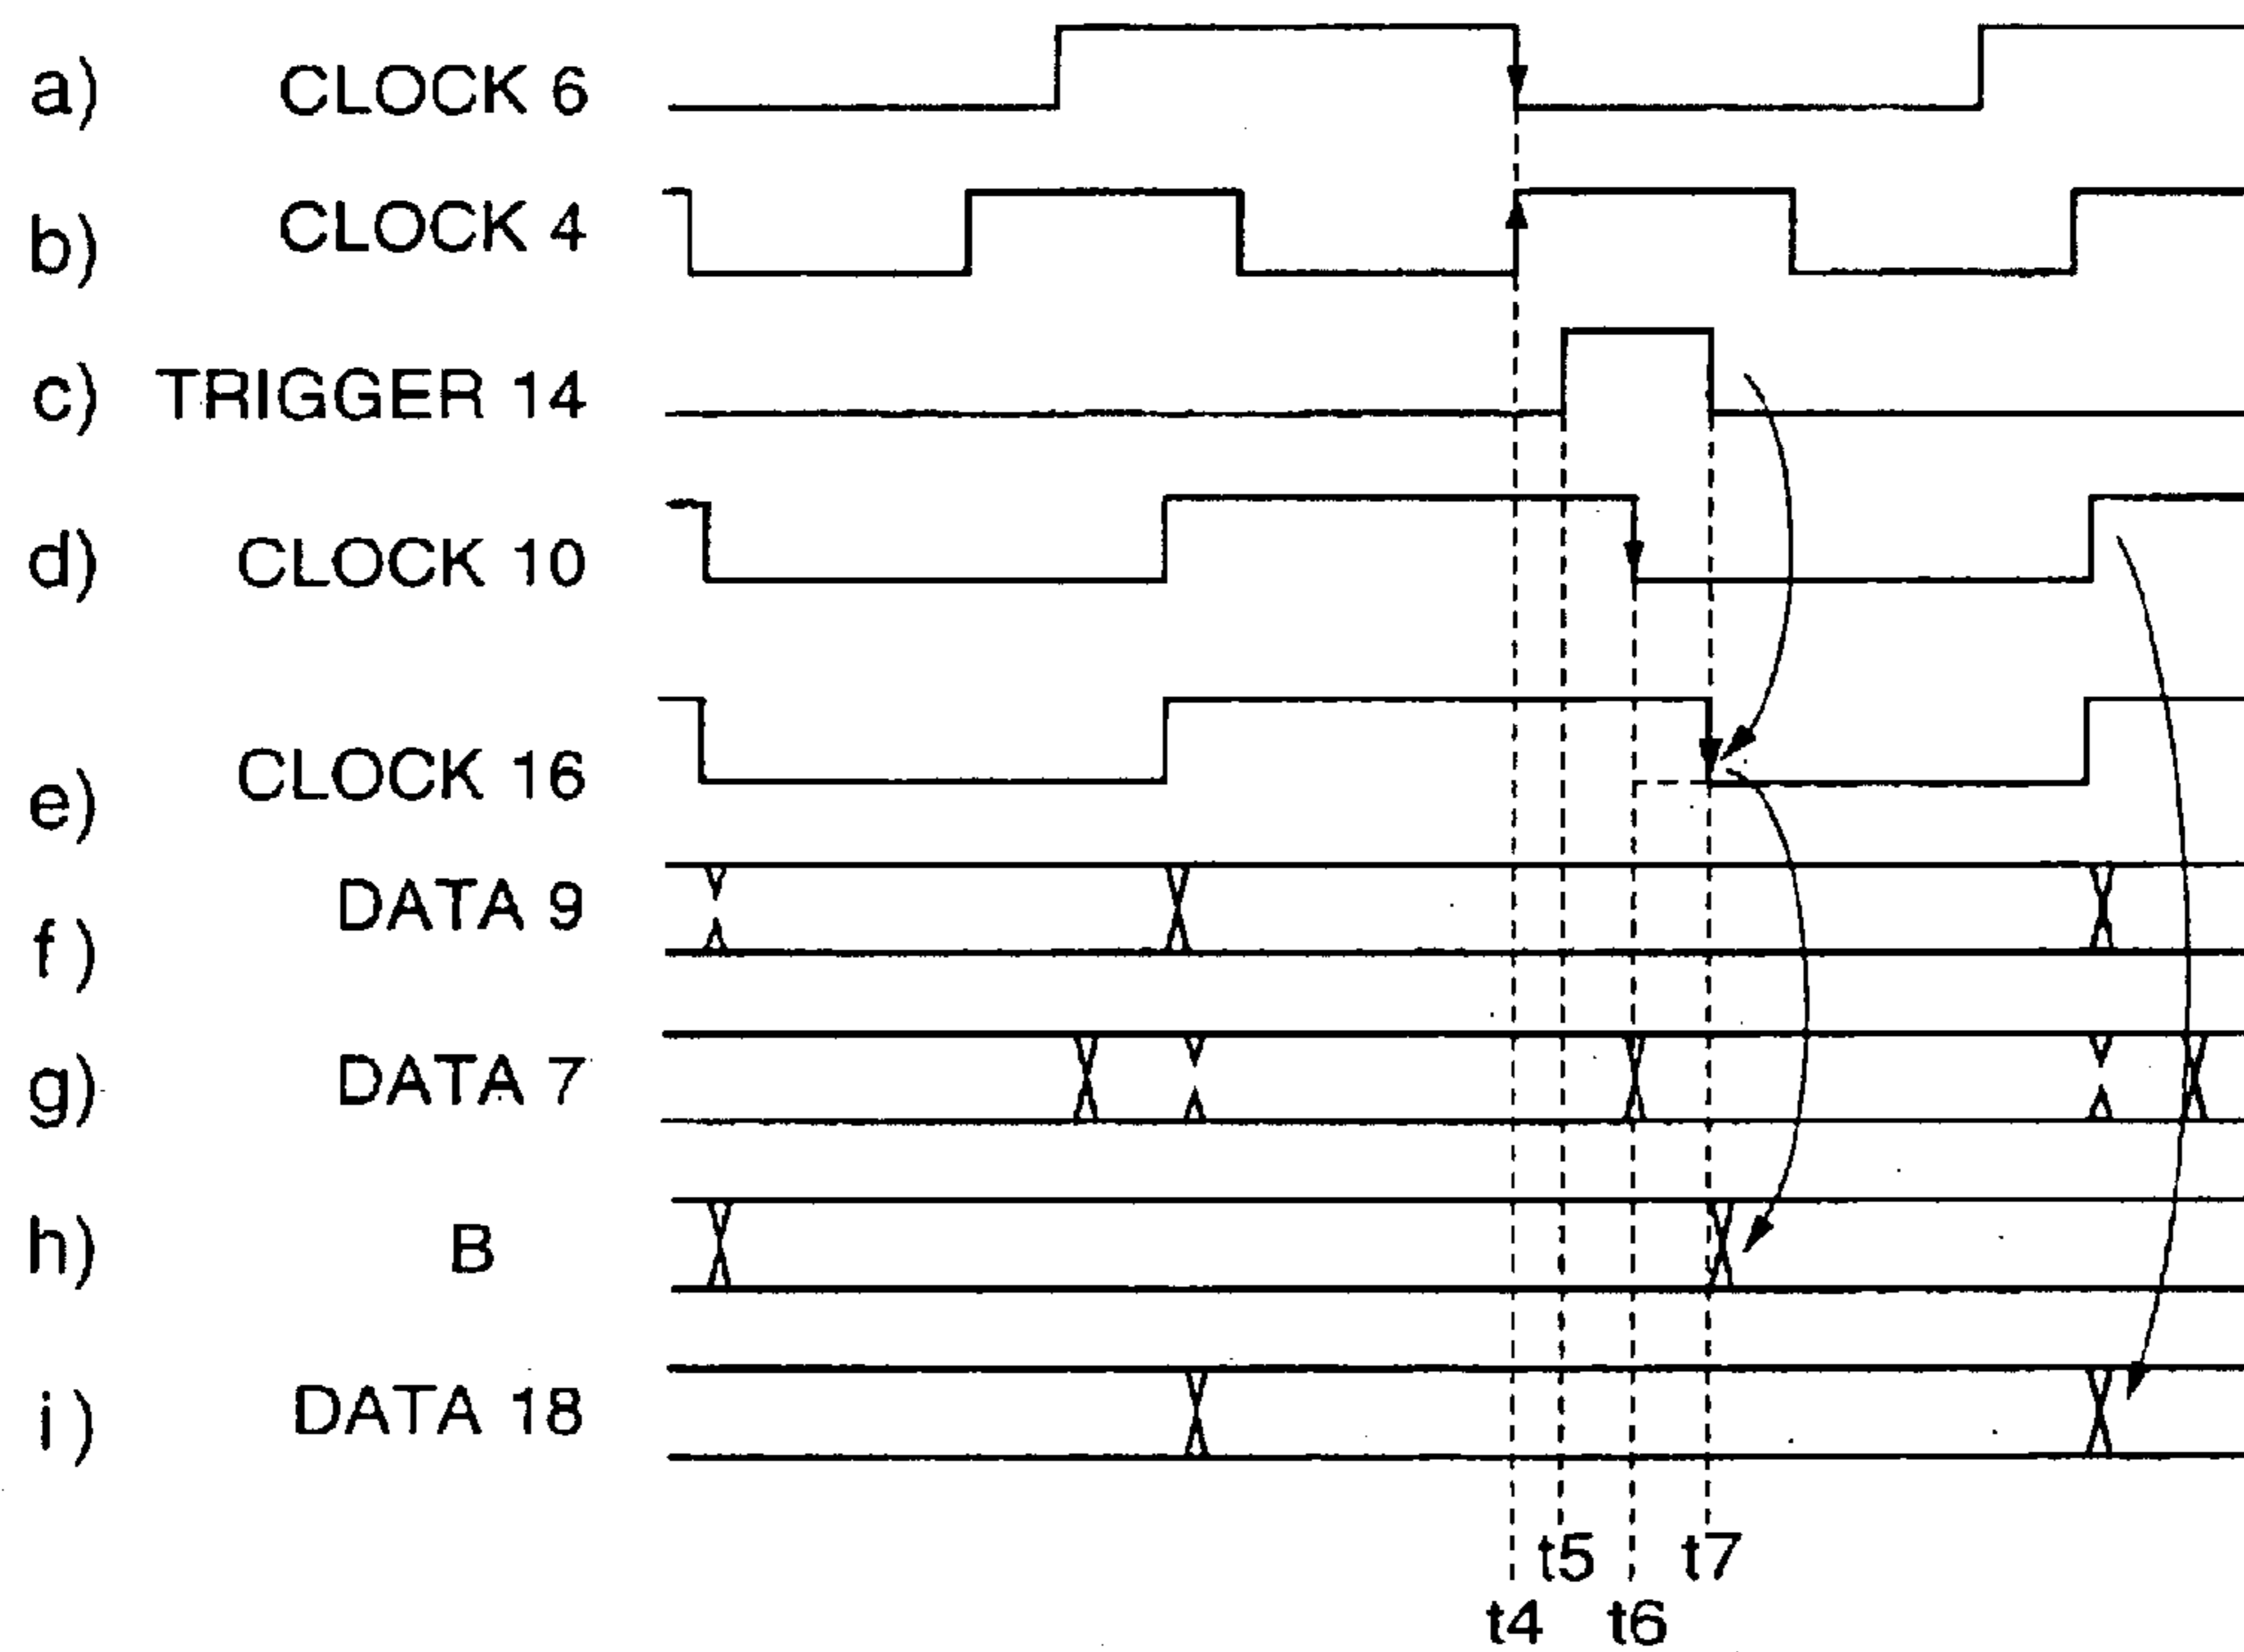 a) CLOCK 6
b) CLOCK 4
c) TRIGGER 14
d) CLOCK 10
e) CLOCK 16
f) DATA 9
g) DATA 7
h) B
i) DATA 18
t5 t7
t4 t6